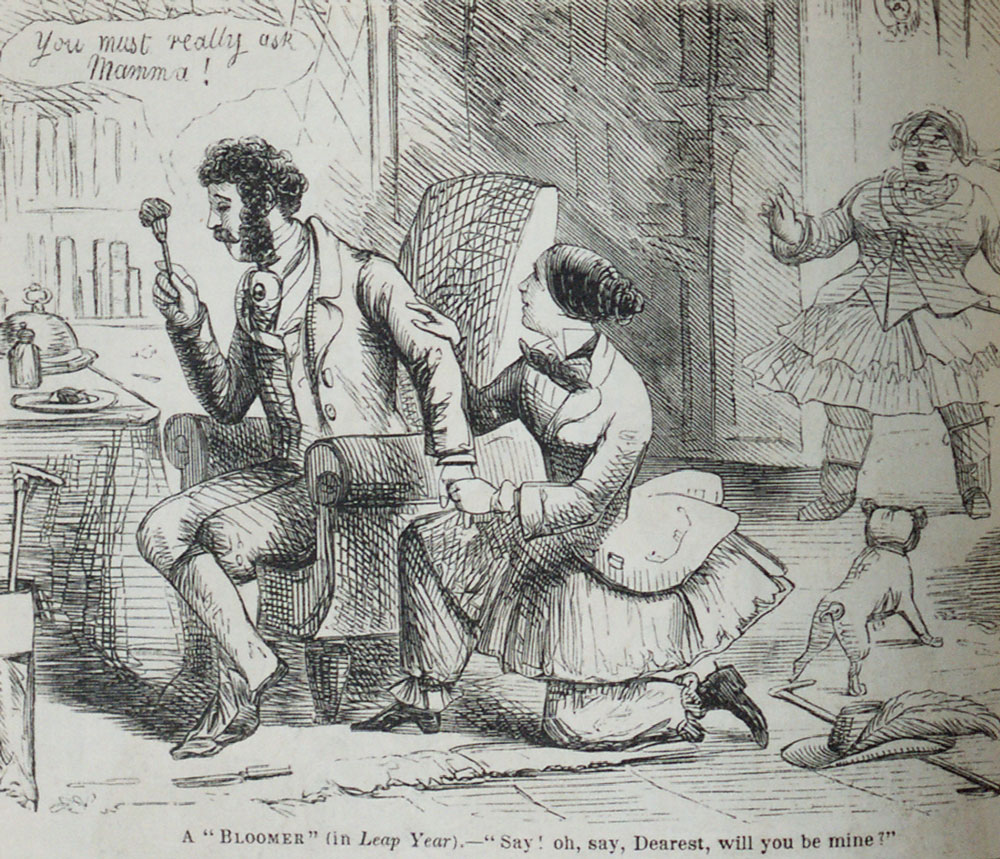 You must really ask
Mamma!
A "BLOOMER" (in Leap Year).—"Say! oh, say, Dearest, will you be mine?"